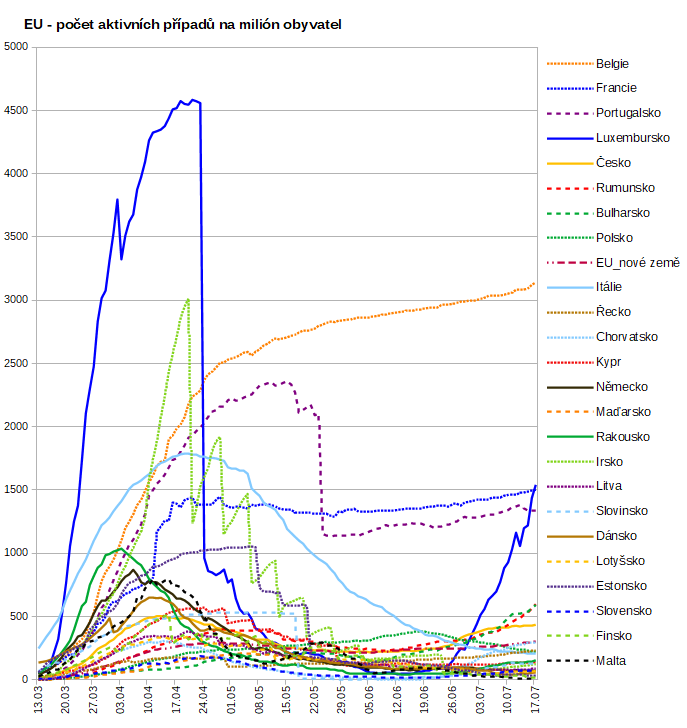 EU - počet aktivních případů na milión obyvatel
5000
4500
4000
3500
3000
2500
2000
1500
1000
500
0
13.03
20.03
27.03
03.04
10.04
17.04
24.04
01.05
08.05
15.05
22.05
29.05
05.06
12.06
19.06
26.06
03.07
10.07
17.07
Belgie
Francie
Portugalsko
Luxembursko
Česko
Rumunsko
Bulharsko
Polsko
EU_nové země
Itálie
Řecko
Chorvatsko
Kypr
Německo
Maďarsko
Rakousko
Irsko
Litva
Slovinsko
Dánsko
Lotyšsko
Estonsko
Slovensko
Finsko
Malta